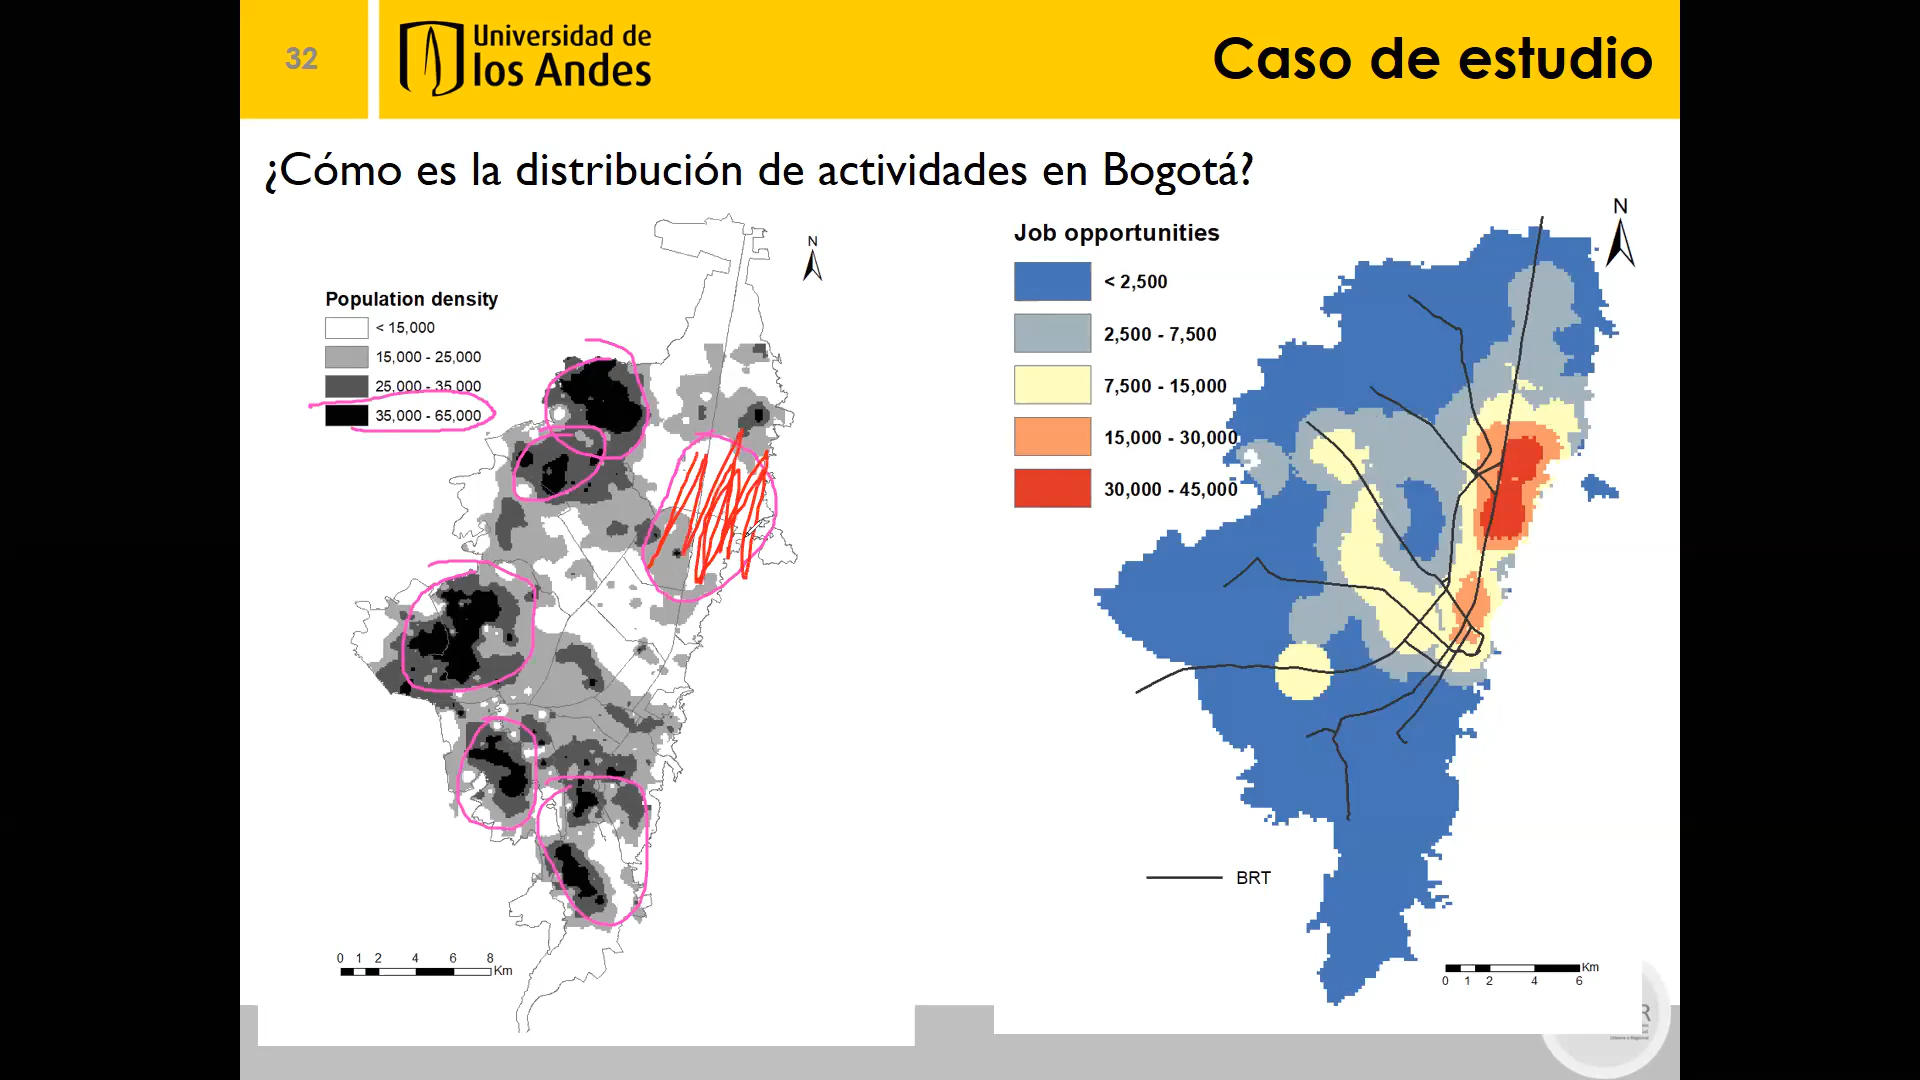 32
Universidad de
los Andes
Caso de estudio
¿Cómo es la distribución de actividades en Bogotá?
N
Population density
< 15,000
15,000 - 25,000
25,000 - 35,000
35,000 - 65,000
0 1 2 4 6 8
Km
N
Job opportunities
< 2,500
2,500 - 7,500
7,500 - 15,000
15,000 - 30,000
30,000 - 45,000
BRT
Km
0 1 2 4 6
R